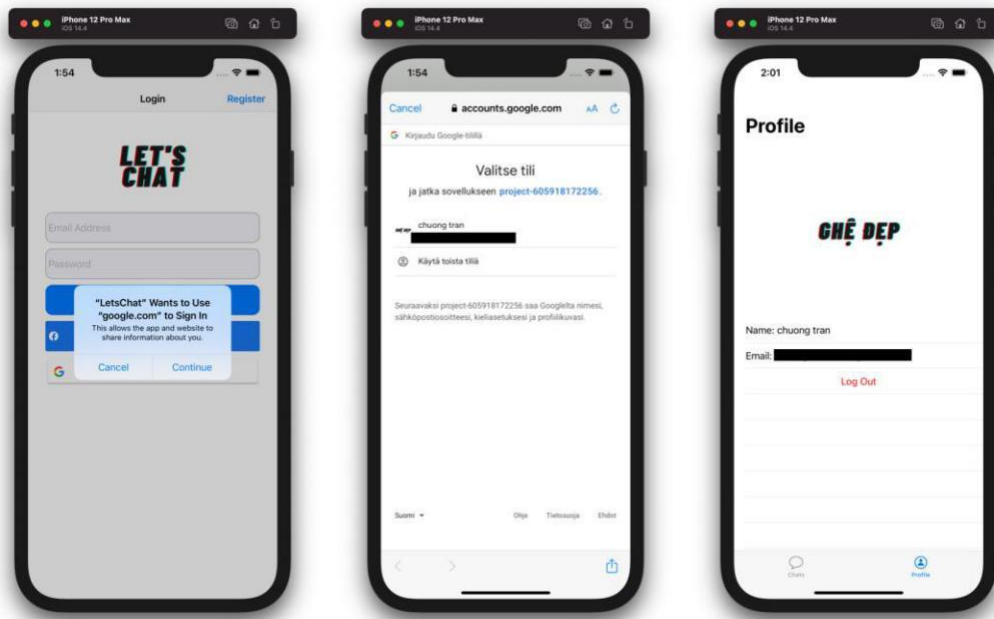 iPhone 12 Pro Max
iOS 14.4
1:54
Login
Register
LET'S
CHAT
Email Address
Password
"LetsChat" Wants to Use
"google.com" to Sign In
This allows the app and website to
share information about you.
Cancel
Continue
iPhone 12 Pro Max
iOS 14.4
1:54
Cancel
accounts.google.com
AA
Kirjaudu Google-tilillä
Valitse tili
ja jatka sovellukseen project-605918172256.
GHỆ ĐẸP
chuong tran
Käytä toista tiliä
Seuraavaksi project-605918172256 saa Googlelta nimesi,
sähköpostiosoitteesi, kieliasetuksesi ja profiilikuvasi.
Suomi
Ohje
Tietosuoja
Ehdot
iPhone 12 Pro Max
iOS 14.4
2:01
Profile
GHỆ ĐẸP
Name: chuong tran
Email:
Log Out
Chats
Profile